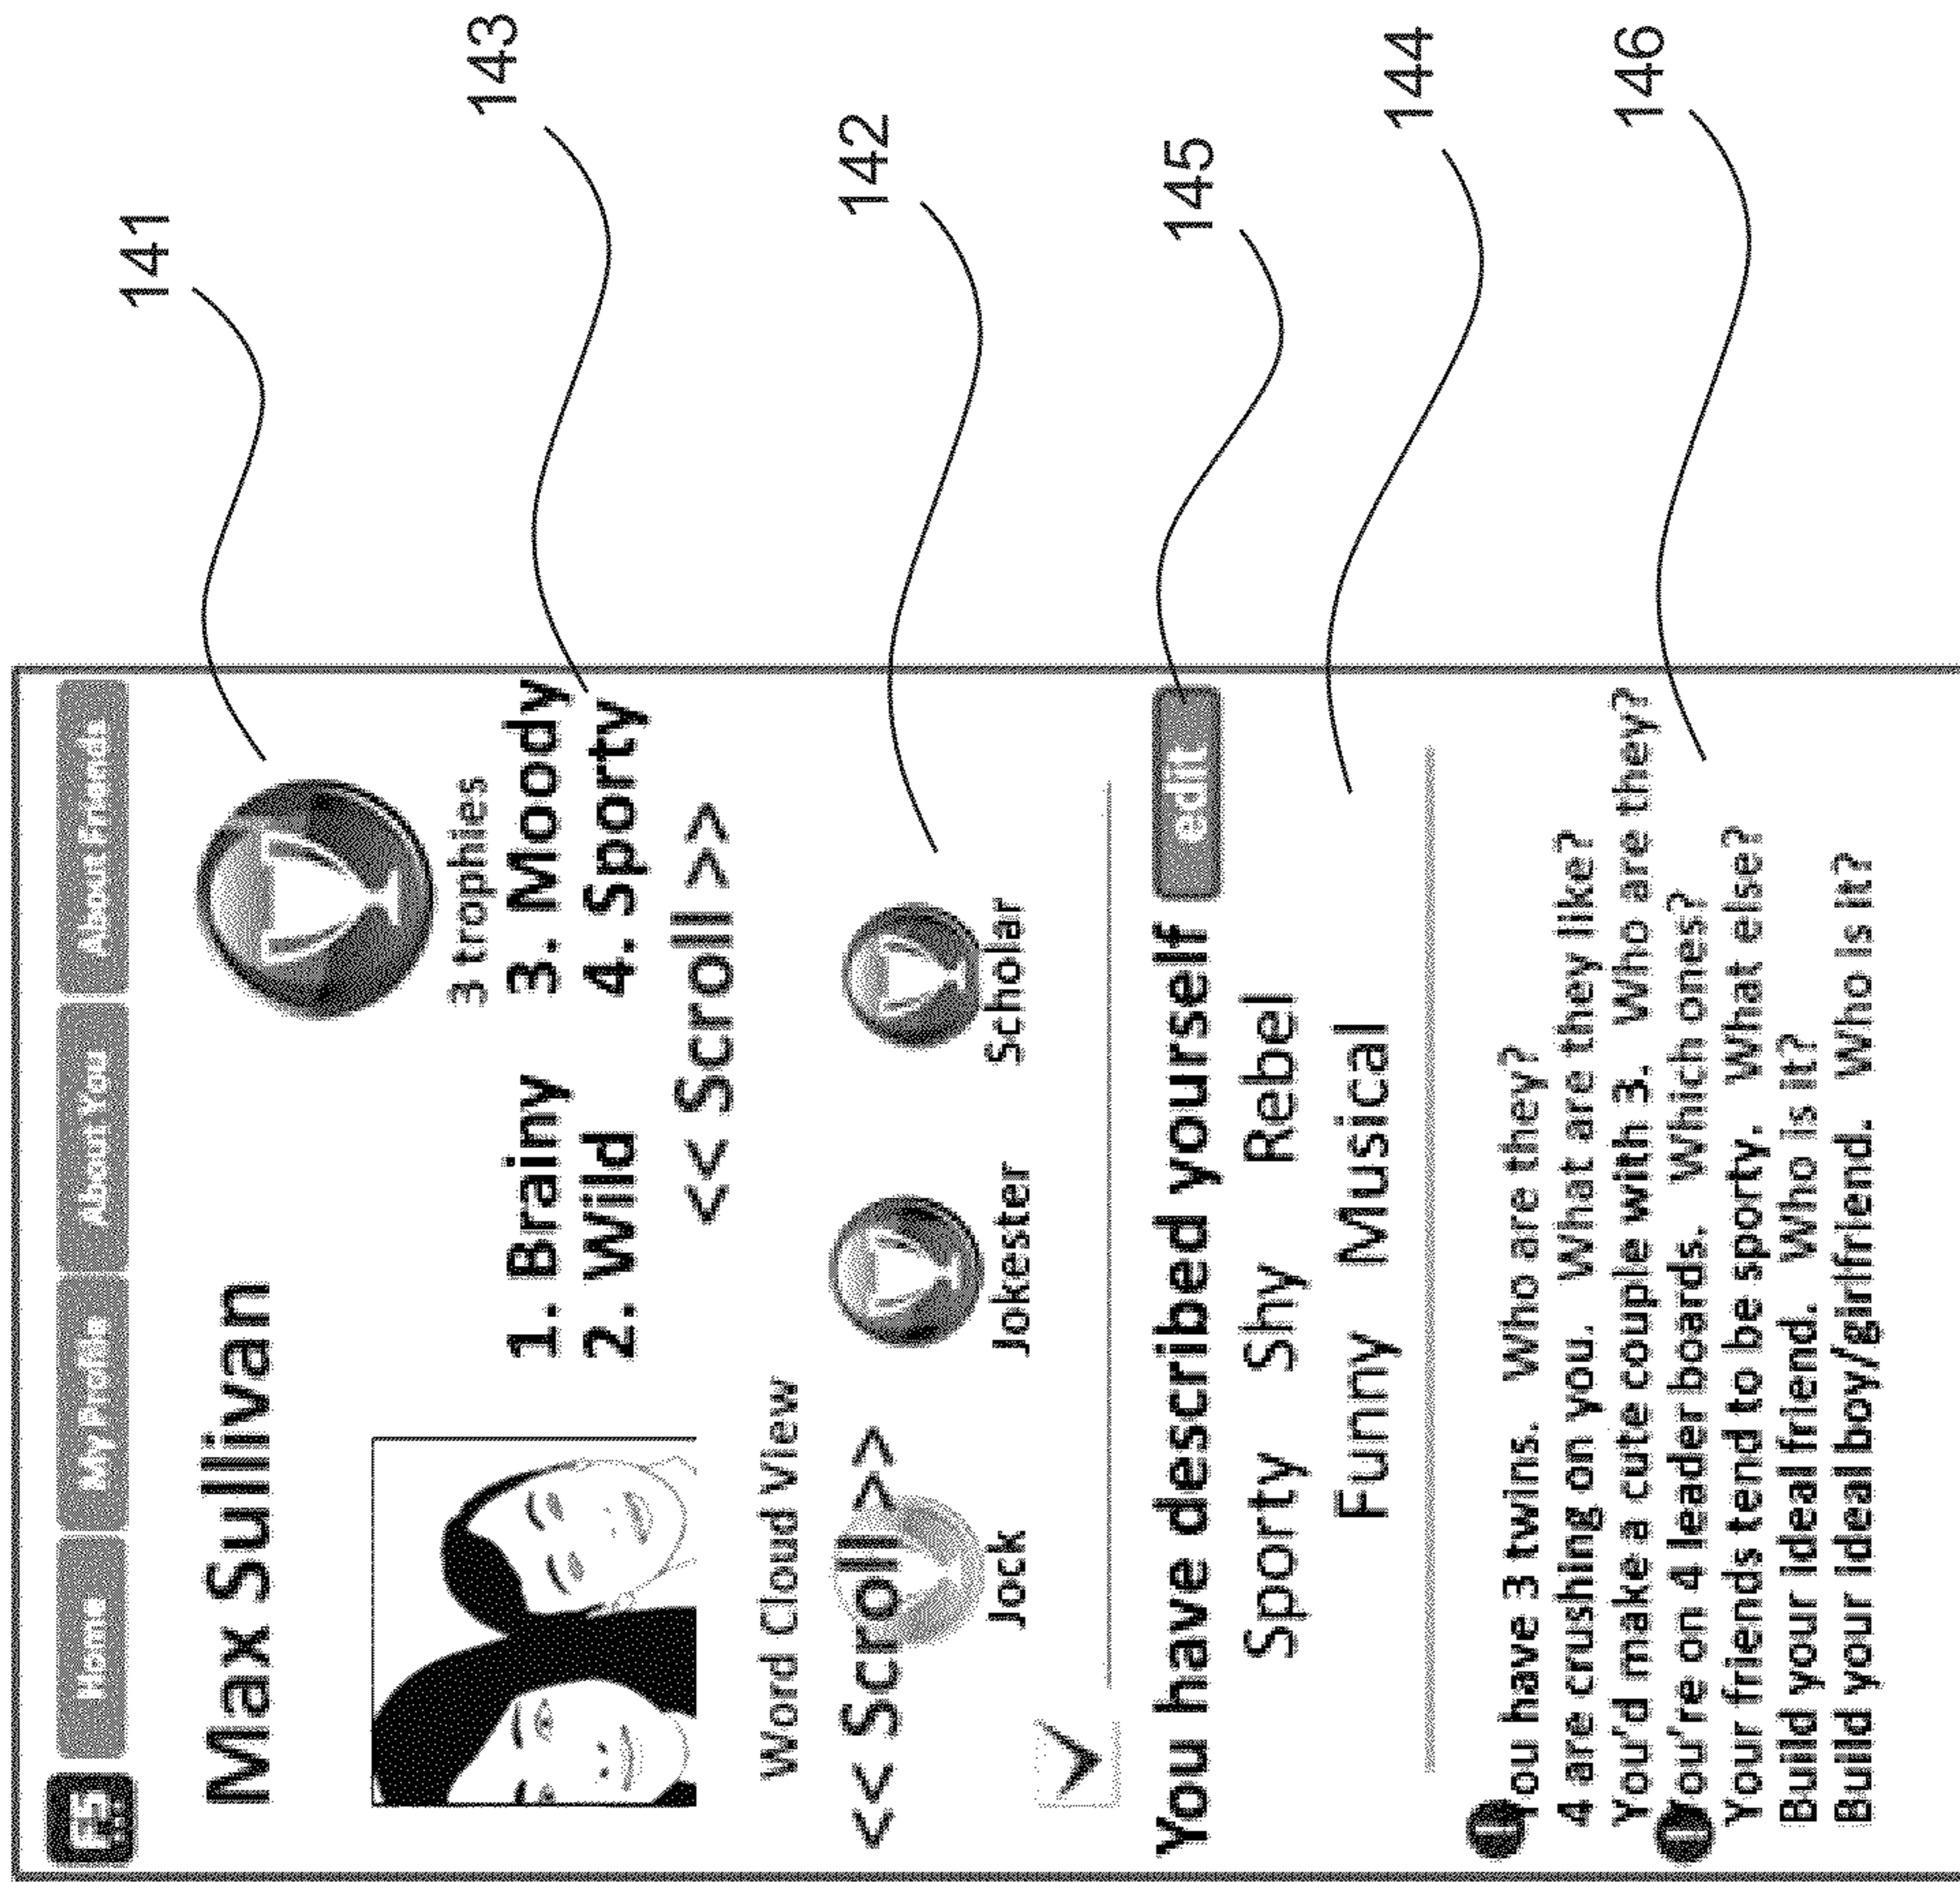 FS
Home My Profile About You About Friends
Max Sullivan
141
3 trophies
1. Brainy 3. Moody
2. Wild 4. Sporty
143
<< Scroll >>
Word Cloud View
<< Scroll >>
142
Jock Jokester Scholar
You have described yourself edit
145
Sporty Shy Rebel
Funny Musical
144
You have 3 twins. Who are they?
4 are crushing on you. What are they like?
You'd make a cute couple with 3. Who are they?
You're on 4 leader boards. Which ones?
Your friends tend to be sporty. What else?
Build your ideal friend. Who is it?
Build your ideal boy/girlfriend. Who is it?
146